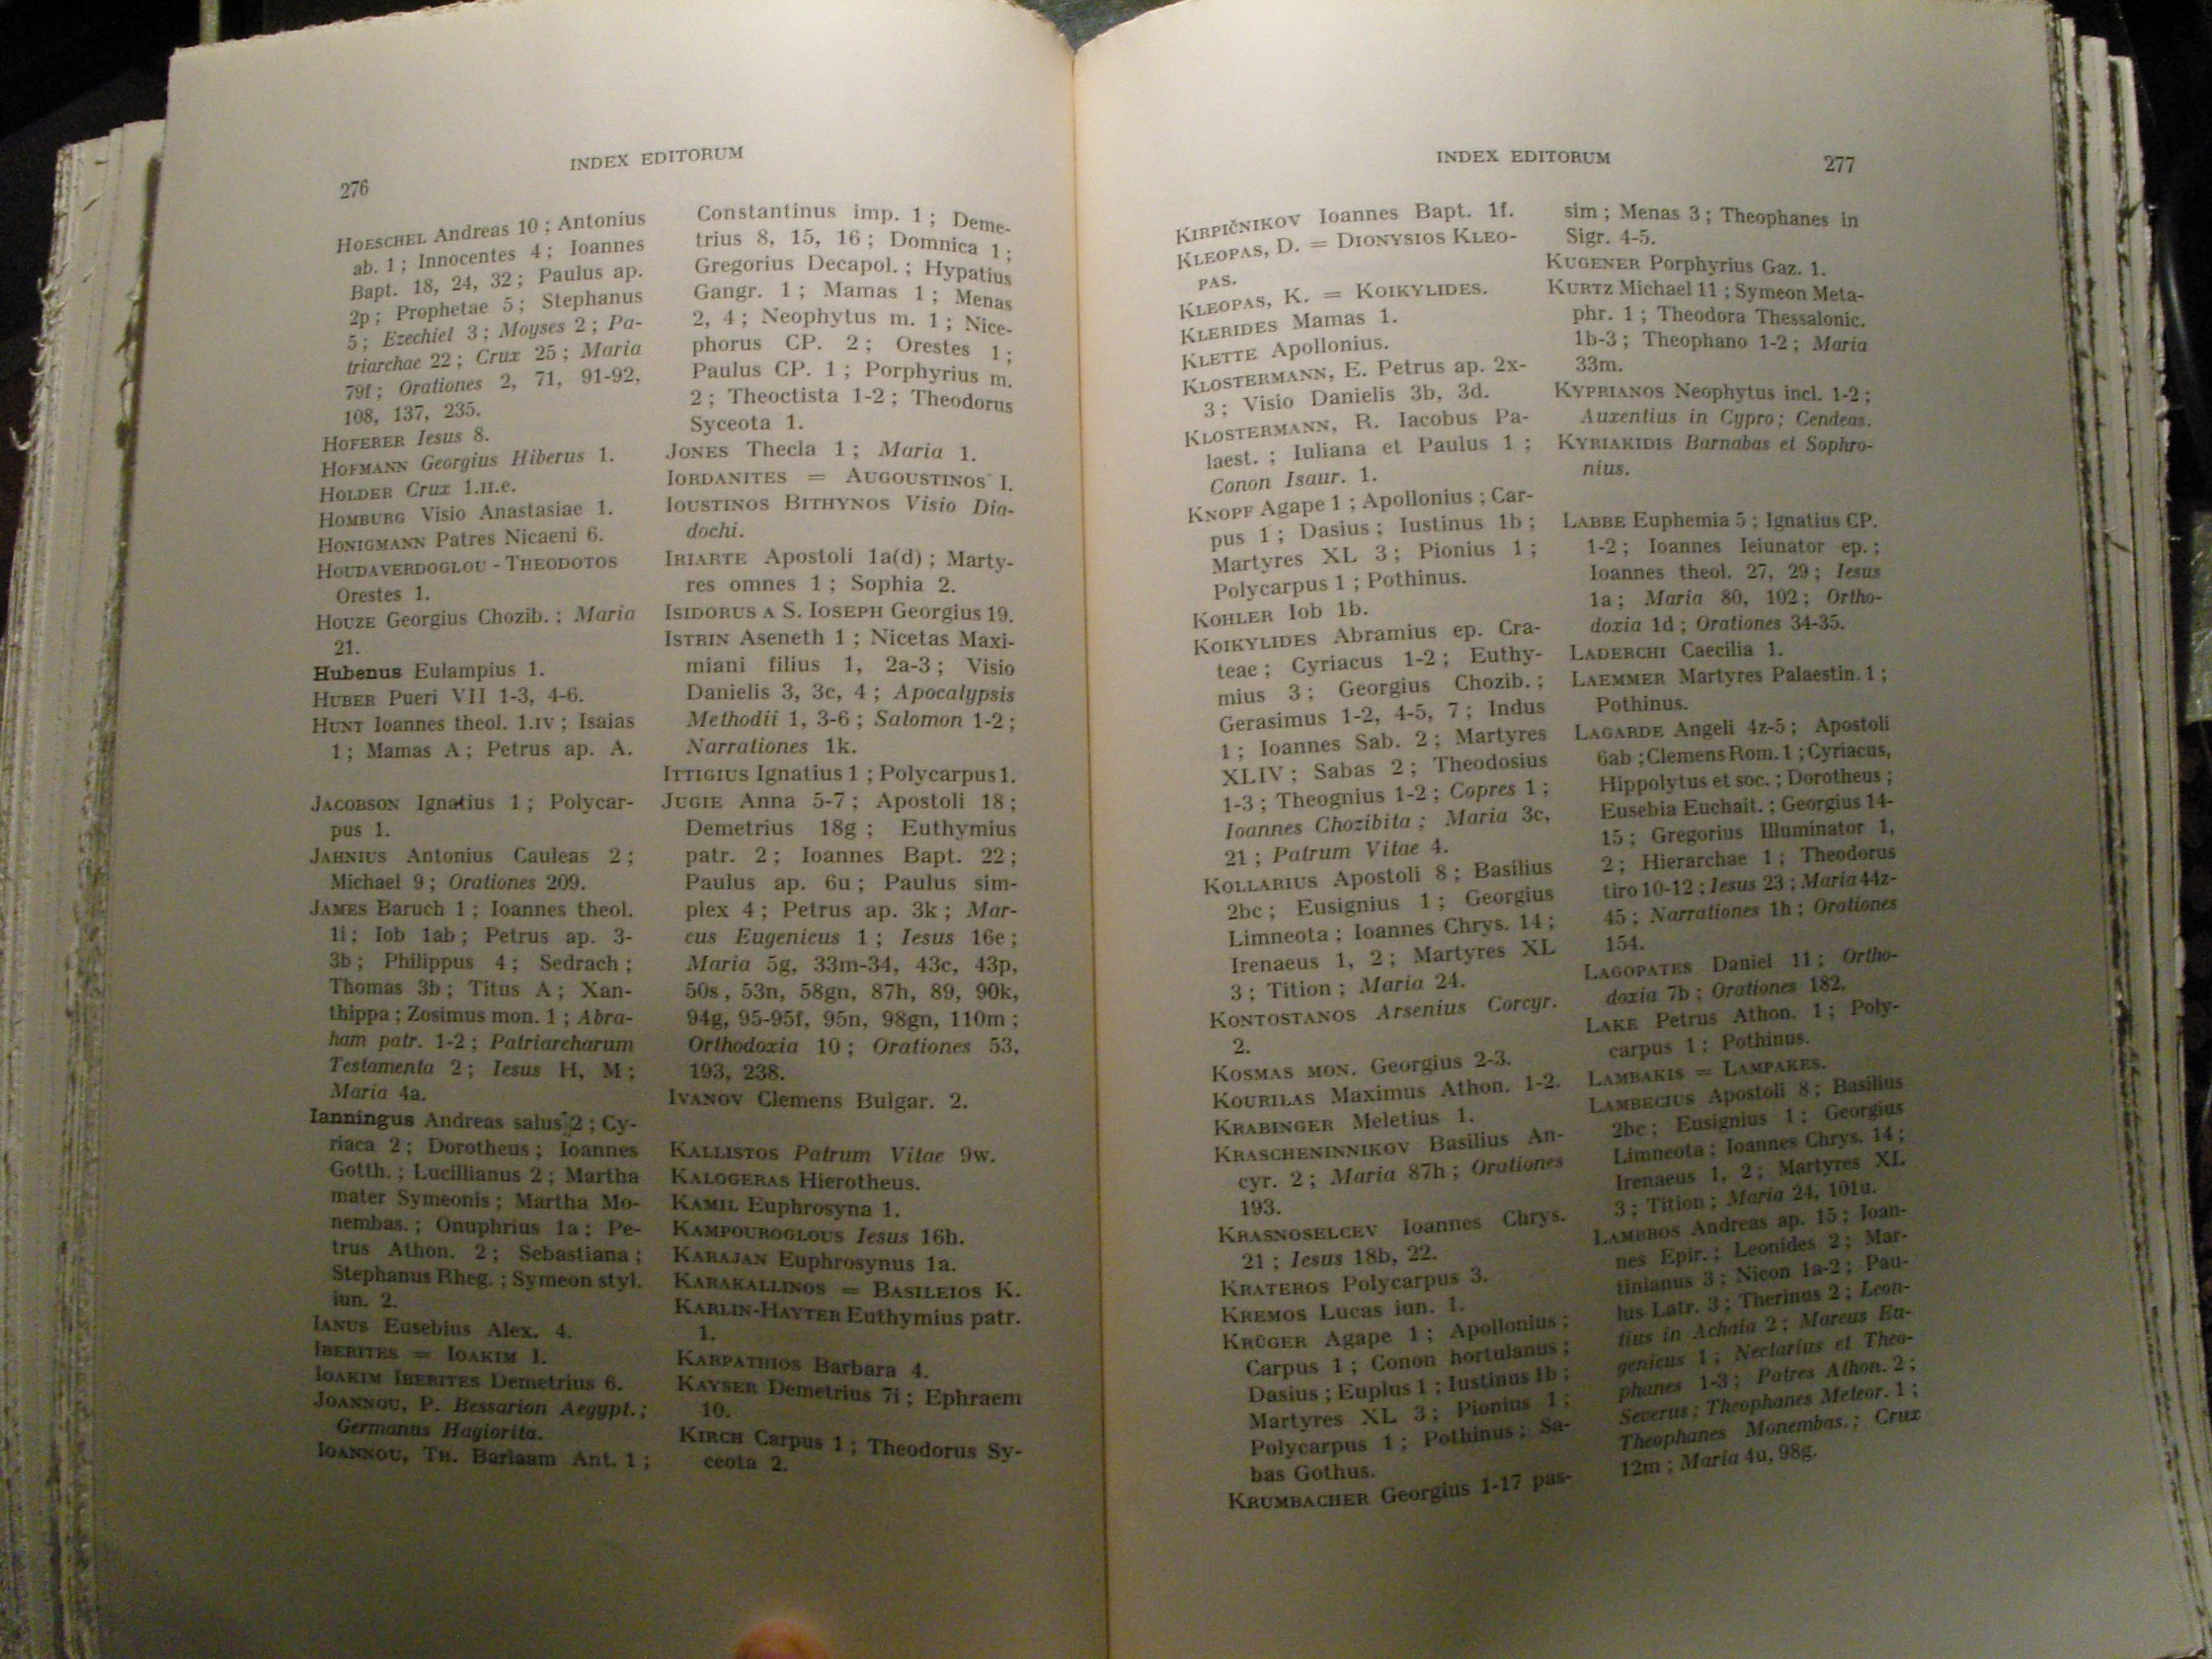 276
INDEX EDITORUM
HOESCHEL Andreas 10 ; Antonius
ab. 1 ; Innocentes 4 ; Ioannes
Bapt. 18, 24, 32 ; Paulus ap.
2p ; Prophetae 5 ; Stephanus
5 ; Ezechiel 3 ; Moyses 2 ; Pa-
triarchae 22 ; Crux 25 ; Maria
79f ; Orationes 2, 71, 91-92,
108, 137, 235.
HOFERER Iesus 8.
HOFMANN Georgius Hiberus 1.
HOLDER Crux 1.II.e.
HOMBURG Visio Anastasiae 1.
HONIGMANN Patres Nicaeni 6.
HOUDAVERDOGLOU - THEODOTOS
Orestes 1.
HOUZE Georgius Chozib. ; Maria
21.
Hubenus Eulampius 1.
HUBER Pueri VII 1-3, 4-6.
HUNT Ioannes theol. 1.IV ; Isaias
1 ; Mamas A ; Petrus ap. A.
JACOBSON Ignatius 1 ; Polycar-
pus 1.
JAHNIUS Antonius Cauleas 2 ;
Michael 9 ; Orationes 209.
JAMES Baruch 1 ; Ioannes theol.
1i ; Iob 1ab ; Petrus ap. 3-
3b ; Philippus 4 ; Sedrach ;
Thomas 3b ; Titus A ; Xan-
thippa ; Zosimus mon. 1 ; Abra-
ham patr. 1-2 ; Patriarcharum
Testamenta 2 ; Iesus H, M ;
Maria 4a.
Ianningus Andreas salus 2 ; Cy-
riaca 2 ; Dorotheus ; Ioannes
Gotth. ; Lucillianus 2 ; Martha
mater Symeonis ; Martha Mo-
nembas. ; Onuphrius 1a ; Pe-
trus Athon. 2 ; Sebastiana ;
Stephanus Rheg. ; Symeon styl.
iun. 2.
IANUS Eusebius Alex. 4.
IBERITES = IOAKIM I.
IOAKIM IBERITES Demetrius 6.
JOANNOU, P. Bessarion Aegypt. ;
Germanus Hagiorita.
IOANNOU, TH. Barlaam Ant. 1 ;
Constantinus imp. 1 ; Deme-
trius 8, 15, 16 ; Domnica 1 ;
Gregorius Decapol. ; Hypatius
Gangr. 1 ; Mamas 1 ; Menas
2, 4 ; Neophytus m. 1 ; Nice-
phorus CP. 2 ; Orestes 1 ;
Paulus CP. 1 ; Porphyrius m.
2 ; Theoctista 1-2 ; Theodorus
Syceota 1.
JONES Thecla 1 ; Maria 1.
IORDANITES = AUGOUSTINOS I.
IOUSTINOS BITHYNOS Visio Dia-
dochi.
IRIARTE Apostoli 1a(d) ; Marty-
res omnes 1 ; Sophia 2.
ISIDORUS A S. IOSEPH Georgius 19.
ISTRIN Aseneth 1 ; Nicetas Maxi-
miani filius 1, 2a-3 ; Visio
Danielis 3, 3c, 4 ; Apocalypsis
Methodii 1, 3-6 ; Salomon 1-2 ;
Narrationes 1k.
ITTIGIUS Ignatius 1 ; Polycarpus 1.
JUGIE Anna 5-7 ; Apostoli 18 ;
Demetrius 18g ; Euthymius
patr. 2 ; Ioannes Bapt. 22 ;
Paulus ap. 6u ; Paulus sim-
plex 4 ; Petrus ap. 3k ; Mar-
cus Eugenicus 1 ; Iesus 16e ;
Maria 5g, 33m-34, 43c, 43p,
50s, 53n, 58gn, 87h, 89, 90k,
94g, 95-95f, 95n, 98gn, 110m ;
Orthodoxia 10 ; Orationes 53,
193, 238.
IVANOV Clemens Bulgar. 2.
KALLISTOS Patrum Vitae 9w.
KALOGERAS Hierotheus.
KAMIL Euphrosyna 1.
KAMPOUROGLOUS Iesus 16h.
KARAJAN Euphrosynus 1a.
KARAKALLINOS = BASILEIOS K.
KARLIN-HAYTER Euthymius patr.
1.
KARPATHIOS Barbara 4.
KAYSER Demetrius 7i ; Ephraem
10.
KIRCH Carpus 1 ; Theodorus Sy-
ceota 2.
INDEX EDITORUM
277
KIRPIČNIKOV Ioannes Bapt. 1f.
KLEOPAS, D. = DIONYSIOS KLEO-
PAS.
KLEOPAS, K. = KOIKYLIDES.
KLERIDES Mamas 1.
KLETTE Apollonius.
KLOSTERMANN, E. Petrus ap. 2x-
3 ; Visio Danielis 3b, 3d.
KLOSTERMANN, R. Iacobus Pa-
laest. ; Iuliana et Paulus 1 ;
Conon Isaur. 1.
KNOPF Agape 1 ; Apollonius ; Car-
pus 1 ; Dasius ; Iustinus 1b ;
Martyres XL 3 ; Pionius 1 ;
Polycarpus 1 ; Pothinus.
KOHLER Iob 1b.
KOIKYLIDES Abramius ep. Cra-
teae ; Cyriacus 1-2 ; Euthy-
mius 3 ; Georgius Chozib. ;
Gerasimus 1-2, 4-5, 7 ; Indus
1 ; Ioannes Sab. 2 ; Martyres
XLIV ; Sabas 2 ; Theodosius
1-3 ; Theognius 1-2 ; Copres 1 ;
Ioannes Chozibita ; Maria 3c,
21 ; Patrum Vitae 4.
KOLLARIUS Apostoli 8 ; Basilius
2bc ; Eusignius 1 ; Georgius
Limneota ; Ioannes Chrys. 14 ;
Irenaeus 1, 2 ; Martyres XL
3 ; Tition ; Maria 24.
KONTOSTANOS Arsenius Corcyr.
2.
KOSMAS MON. Georgius 2-3.
KOURILAS Maximus Athon. 1-2.
KRABINGER Meletius 1.
KRASCHENINNIKOV Basilius An-
cyr. 2 ; Maria 87h ; Orationes
193.
KRASNOSELCEV Ioannes Chrys.
21 ; Iesus 18b, 22.
KRATEROS Polycarpus 3.
KREMOS Lucas iun. 1.
KRÜGER Agape 1 ; Apollonius ;
Carpus 1 ; Conon hortulanus ;
Dasius ; Euplus 1 ; Iustinus 1b ;
Martyres XL 3 ; Pionius 1 ;
Polycarpus 1 ; Pothinus ; Sa-
bas Gothus.
KRUMBACHER Georgius 1-17 pas-
sim ; Menas 3 ; Theophanes in
Sigr. 4-5.
KUGENER Porphyrius Gaz. 1.
KURTZ Michael 11 ; Symeon Meta-
phr. 1 ; Theodora Thessalonic.
1b-3 ; Theophano 1-2 ; Maria
33m.
KYPRIANOS Neophytus incl. 1-2 ;
Auxentius in Cypro ; Cendeas.
KYRIAKIDIS Barnabas et Sophro-
nius.
LABBE Euphemia 5 ; Ignatius CP.
1-2 ; Ioannes Ieiunator ep. ;
Ioannes theol. 27, 29 ; Iesus
1a ; Maria 80, 102 ; Ortho-
doxia 1d ; Orationes 34-35.
LADERCHI Caecilia 1.
LAEMMER Martyres Palaestin. 1 ;
Pothinus.
LAGARDE Angeli 4z-5 ; Apostoli
6ab ; Clemens Rom. 1 ; Cyriacus,
Hippolytus et soc. ; Dorotheus ;
Eusebia Euchait. ; Georgius 14-
15 ; Gregorius Illuminator 1,
2 ; Hierarchae 1 ; Theodorus
tiro 10-12 ; Iesus 23 ; Maria 44z-
45 ; Narrationes 1h ; Orationes
154.
LAGOPATES Daniel 11 ; Ortho-
doxia 7b ; Orationes 182.
LAKE Petrus Athon. 1 ; Poly-
carpus 1 ; Pothinus.
LAMBAKIS = LAMPAKES.
LAMBECIUS Apostoli 8 ; Basilius
2bc ; Eusignius 1 ; Georgius
Limneota ; Ioannes Chrys. 14 ;
Irenaeus 1, 2 ; Martyres XL
3 ; Tition ; Maria 24, 101u.
LAMBROS Andreas ap. 15 ; Ioan-
nes Epir. ; Leonides 2 ; Mar-
tinianus 3 ; Nicon 1a-2 ; Pau-
lus Latr. 3 ; Therinus 2 ; Leon-
tius in Achaia 2 ; Marcus Eu-
genicus 1 ; Nectarius et Theo-
phanes 1-3 ; Patres Athon. 2 ;
Severus ; Theophanes Meteor. 1 ;
Theophanes Monembas. ; Crux
12m ; Maria 4u, 98g.